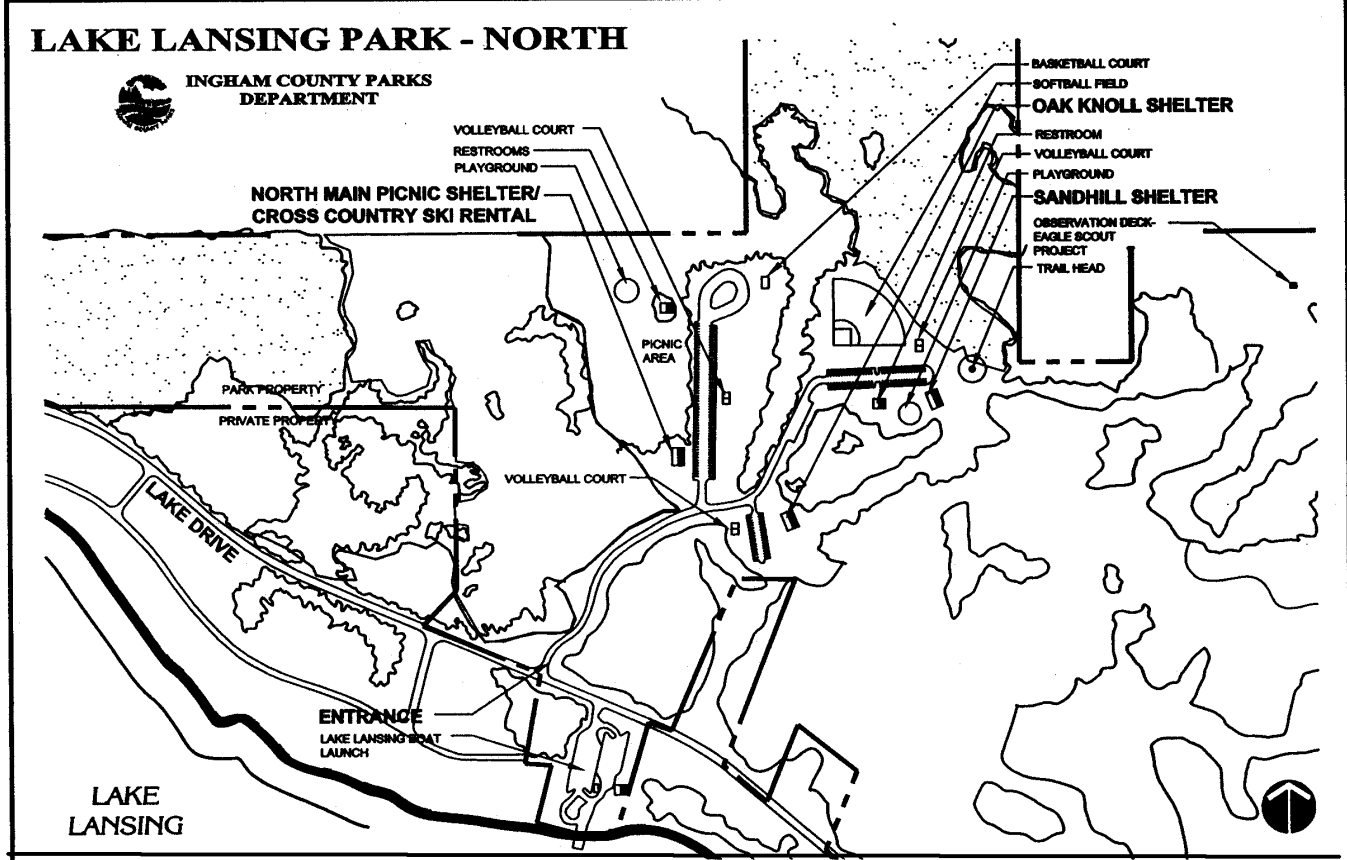 LAKE LANSING PARK - NORTH
INGHAM COUNTY PARKS
DEPARTMENT
VOLLEYBALL COURT
RESTROOMS
PLAYGROUND
NORTH MAIN PICNIC SHELTER/
CROSS COUNTRY SKI RENTAL
BASKETBALL COURT
SOFTBALL FIELD
OAK KNOLL SHELTER
RESTROOM
VOLLEYBALL COURT
PLAYGROUND
SANDHILL SHELTER
OBSERVATION DECK-
EAGLE SCOUT
PROJECT
TRAIL HEAD
PICNIC
AREA
PARK PROPERTY
PRIVATE PROPERTY
VOLLEYBALL COURT
LAKE DRIVE
ENTRANCE
LAKE LANSING BOAT
LAUNCH
LAKE
LANSING